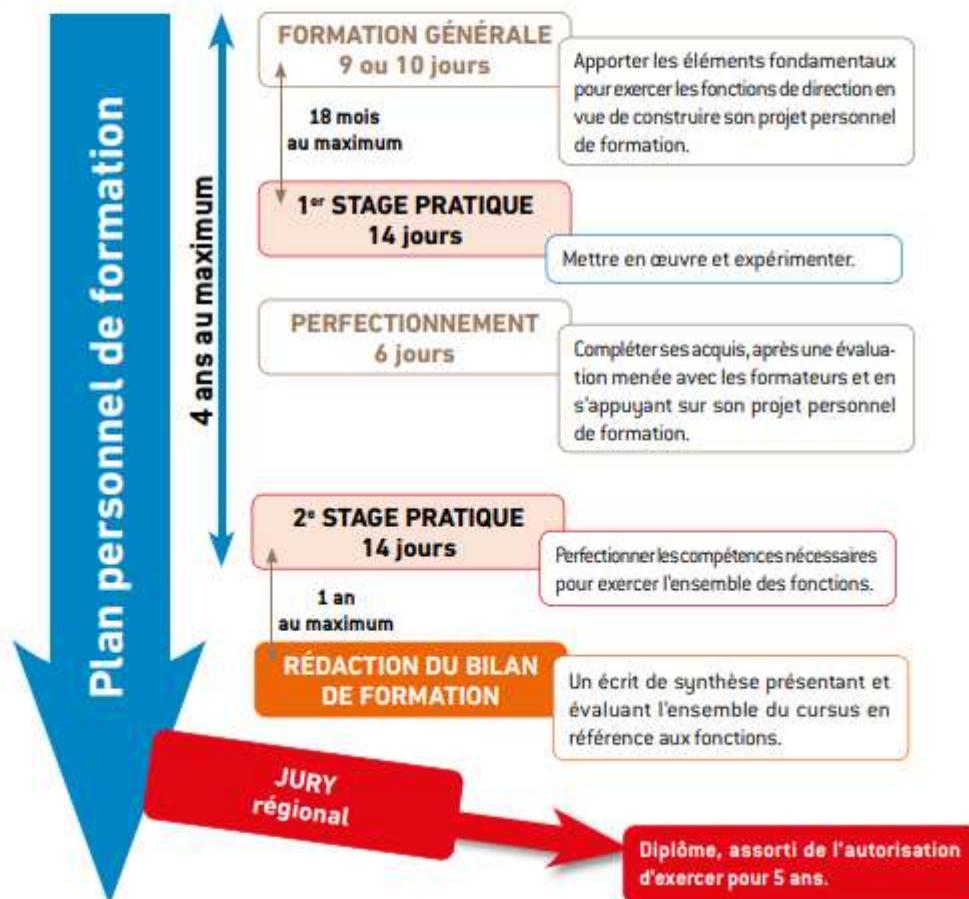 Plan personnel de formation
4 ans au maximum
FORMATION GÉNÉRALE
9 ou 10 jours
Apporter les éléments fondamentaux
pour exercer les fonctions de direction en
vue de construire son projet personnel
de formation.
18 mois
au maximum
1er STAGE PRATIQUE
14 jours
Mettre en œuvre et expérimenter.
PERFECTIONNEMENT
6 jours
Compléter ses acquis, après une évalua-
tion menée avec les formateurs et en
s'appuyant sur son projet personnel
de formation.
2e STAGE PRATIQUE
14 jours
Perfectionner les compétences nécessaires
pour exercer l'ensemble des fonctions.
1 an
au maximum
RÉDACTION DU BILAN
DE FORMATION
Un écrit de synthèse présentant et
évaluant l'ensemble du cursus en
référence aux fonctions.
JURY
régional
Diplôme, assorti de l'autorisation
d'exercer pour 5 ans.